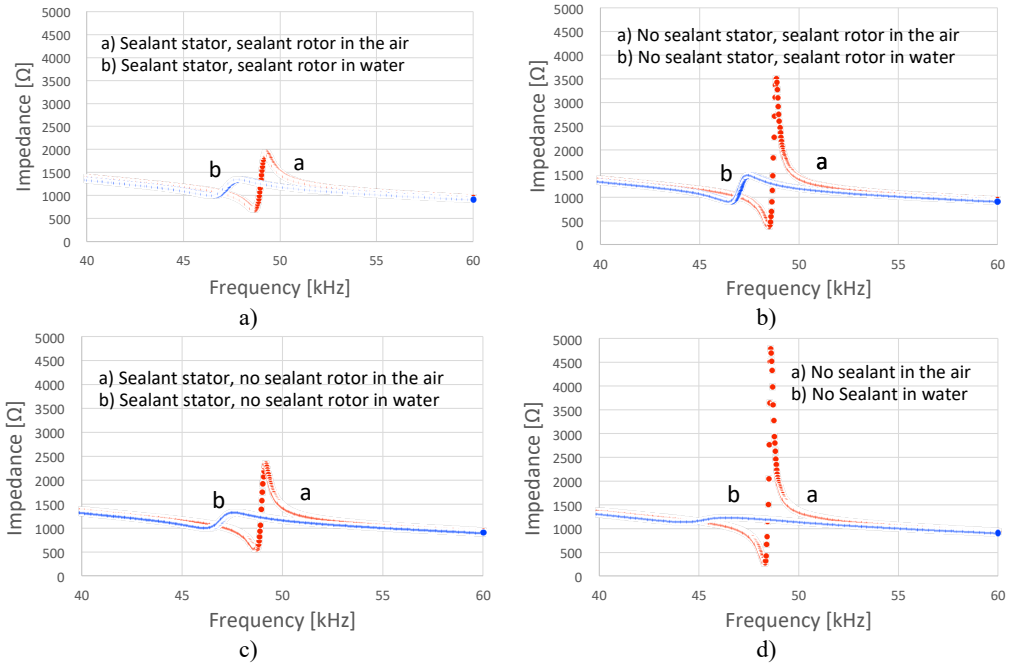 5000
4500
4000
3500
3000
2500
2000
1500
1000
500
0
Impedance [Ω]
a) Sealant stator, sealant rotor in the air
b) Sealant stator, sealant rotor in water
b
a
40
45
50
55
60
Frequency [kHz]
a)
5000
4500
4000
3500
3000
2500
2000
1500
1000
500
0
Impedance [Ω]
a) No sealant stator, sealant rotor in the air
b) No sealant stator, sealant rotor in water
b
a
40
45
50
55
60
Frequency [kHz]
b)
5000
4500
4000
3500
3000
2500
2000
1500
1000
500
0
Impedance [Ω]
a) Sealant stator, no sealant rotor in the air
b) Sealant stator, no sealant rotor in water
b
a
40
45
50
55
60
Frequency [kHz]
c)
5000
4500
4000
3500
3000
2500
2000
1500
1000
500
0
Impedance [Ω]
a) No sealant in the air
b) No Sealant in water
b
a
40
45
50
55
60
Frequency [kHz]
d)